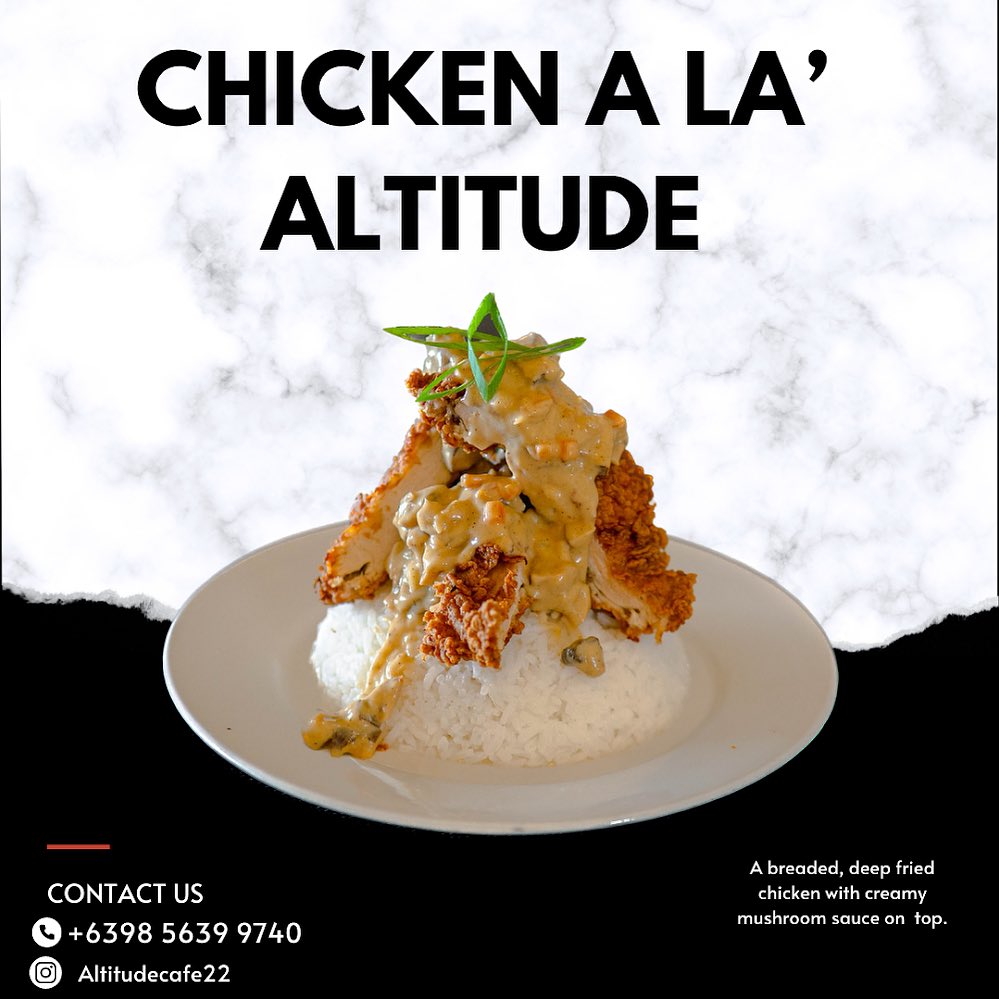 CHICKEN A LA’
ALTITUDE
CONTACT US
+6398 5639 9740
Altitudecafe22
A breaded, deep fried
chicken with creamy
mushroom sauce on top.